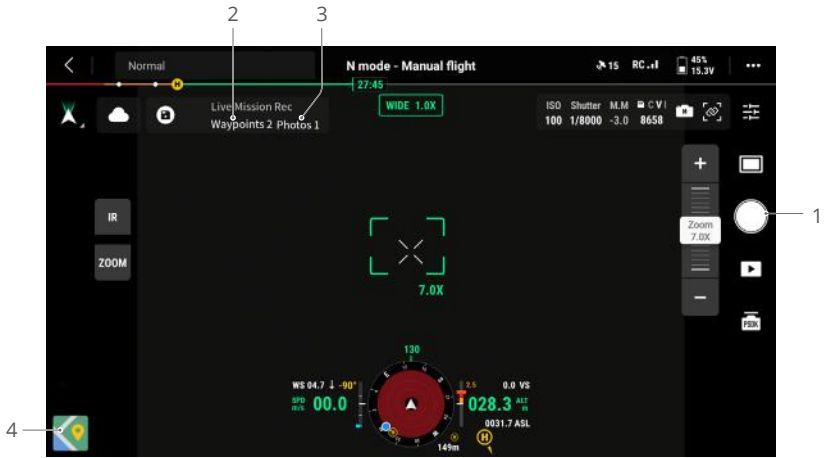 2
3
Normal
N mode - Manual flight
15
RC
45%
15.3V
H
27:45
Live Mission Rec
Waypoints 2 Photos 1
WIDE 1.0X
ISO Shutter M.M C V I
100 1/8000 -3.0 8658
1
IR
ZOOM
Zoom
7.0X
7.0X
PSDK
130
WS 04.7 ↓ -90°
2.5
0.0 VS
SPD
m/s
00.0
028.3
ALT
m
0031.7 ASL
149m
H
4